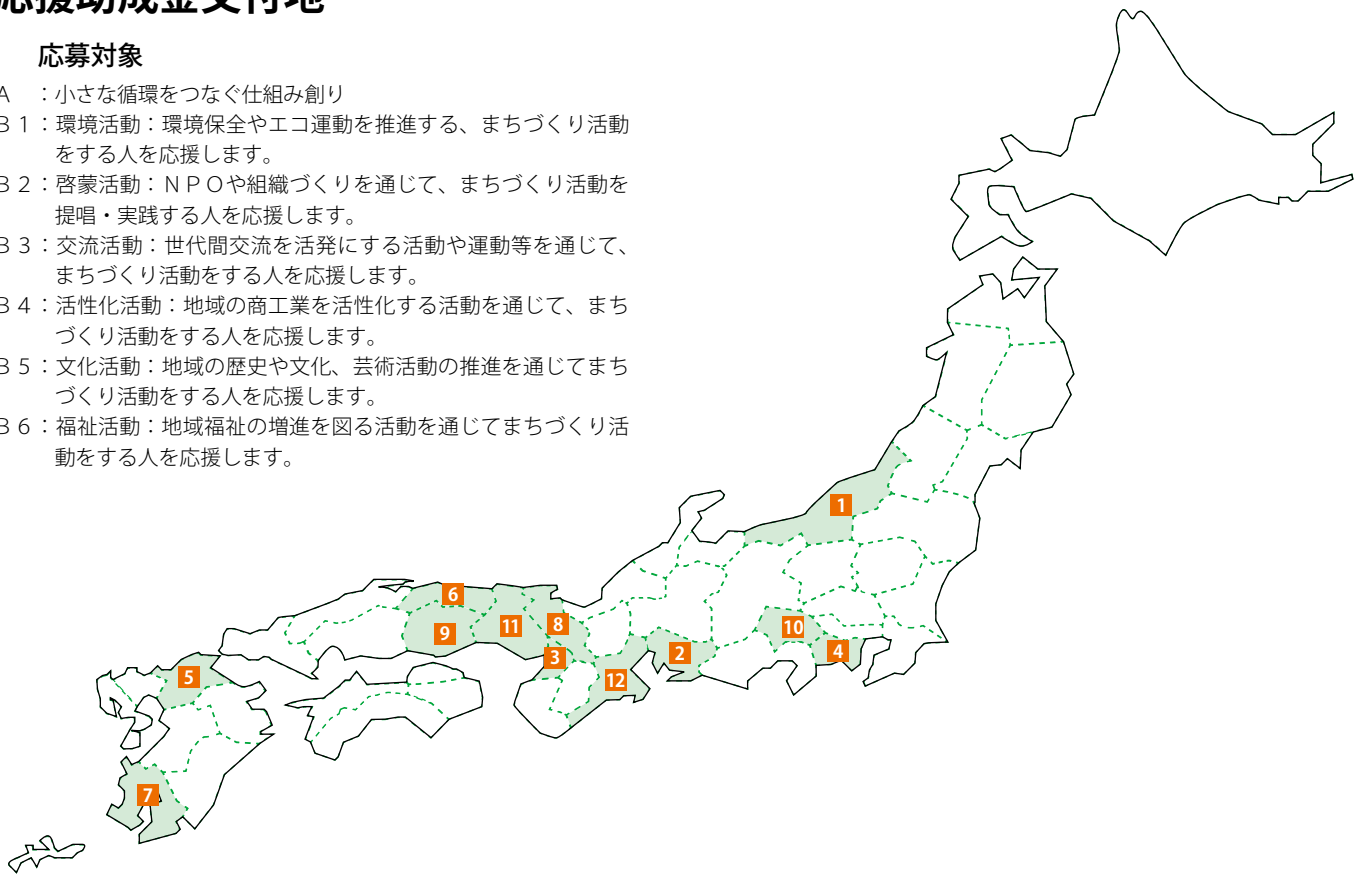 応援助成金交付地
応募対象
A ：小さな循環をつなぐ仕組み創り
B１：環境活動：環境保全やエコ運動を推進する、まちづくり活動
をする人を応援します。
B２：啓蒙活動：ＮＰＯや組織づくりを通じて、まちづくり活動を
提唱・実践する人を応援します。
B３：交流活動：世代間交流を活発にする活動や運動等を通じて、
まちづくり活動をする人を応援します。
B４：活性化活動：地域の商工業を活性化する活動を通じて、まち
づくり活動をする人を応援します。
B５：文化活動：地域の歴史や文化、芸術活動の推進を通じてまち
づくり活動をする人を応援します。
B６：福祉活動：地域福祉の増進を図る活動を通じてまちづくり活
動をする人を応援します。
1
6
11
8
9
10
3
2
4
5
12
7